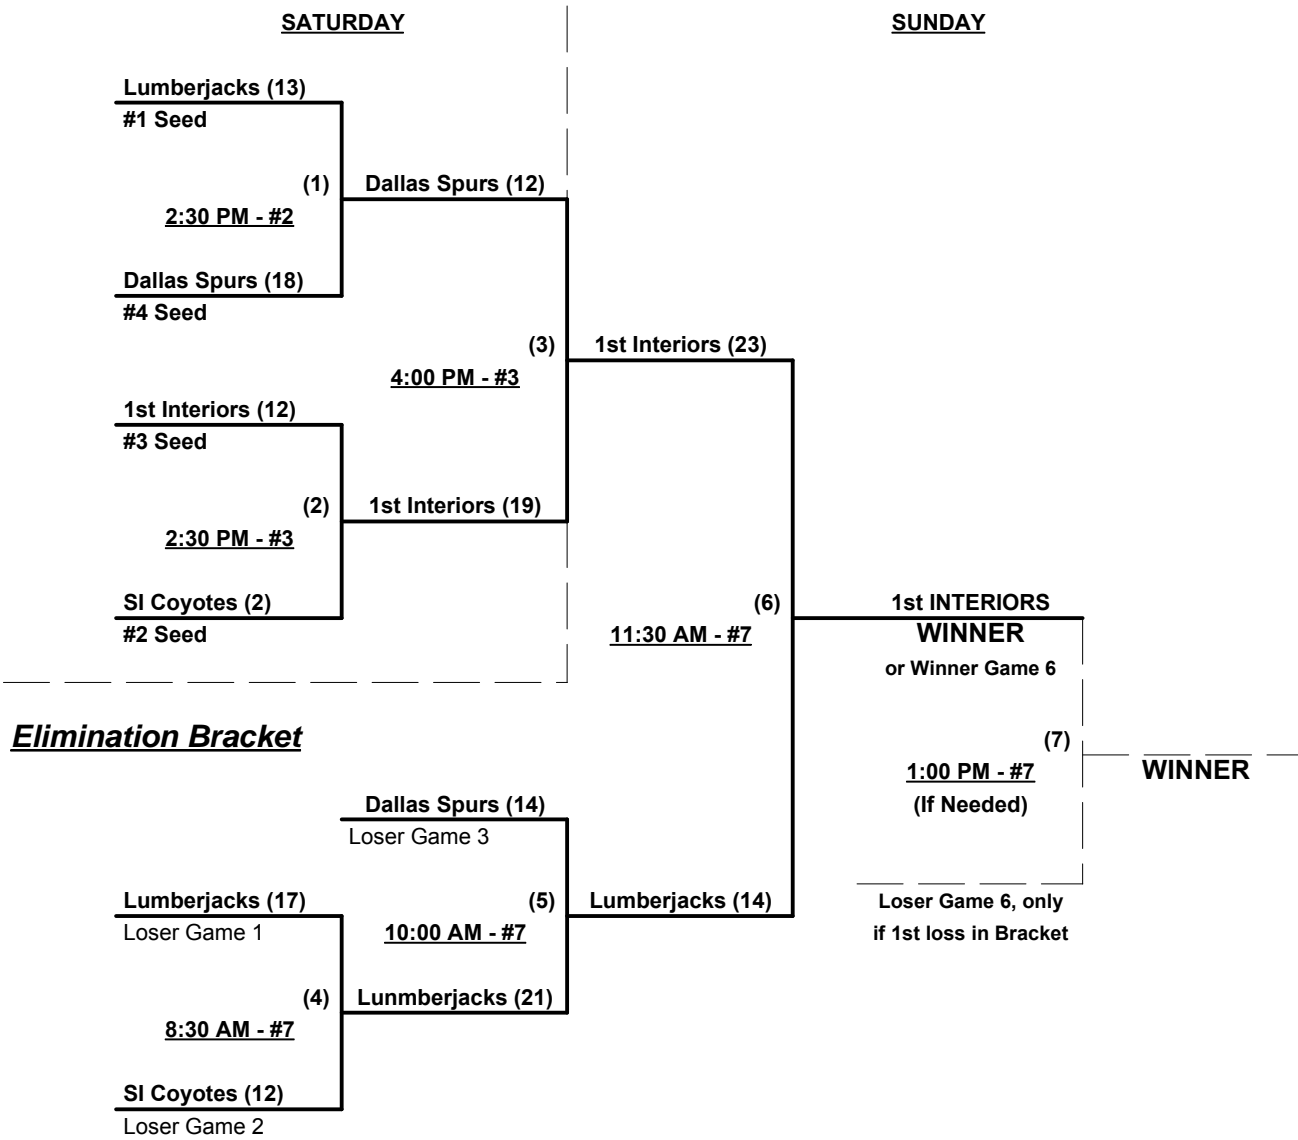 SATURDAY
SUNDAY
Lumberjacks (13)
#1 Seed
(1)
Dallas Spurs (12)
2:30 PM - #2
Dallas Spurs (18)
#4 Seed
(3)
1st Interiors (23)
4:00 PM - #3
1st Interiors (12)
#3 Seed
(2)
1st Interiors (19)
2:30 PM - #3
SI Coyotes (2)
#2 Seed
(6)
1st INTERIORS
11:30 AM - #7
WINNER
or Winner Game 6
Elimination Bracket
(7)
1:00 PM - #7
WINNER
(If Needed)
Dallas Spurs (14)
Loser Game 3
Lumberjacks (17)
Loser Game 1
(5)
Lumberjacks (14)
10:00 AM - #7
Loser Game 6, only
if 1st loss in Bracket
(4)
Lunmberjacks (21)
8:30 AM - #7
SI Coyotes (12)
Loser Game 2